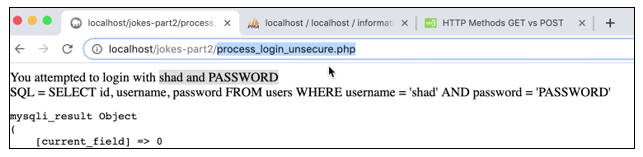 localhost/jokes-part2/process_
localhost / localhost / informati
HTTP Methods GET vs POST
localhost/jokes-part2/process_login_unsecure.php
You attempted to login with shad and PASSWORD
SQL = SELECT id, username, password FROM users WHERE username = 'shad' AND password = 'PASSWORD'
mysqli_result Object
(
[current_field] => 0